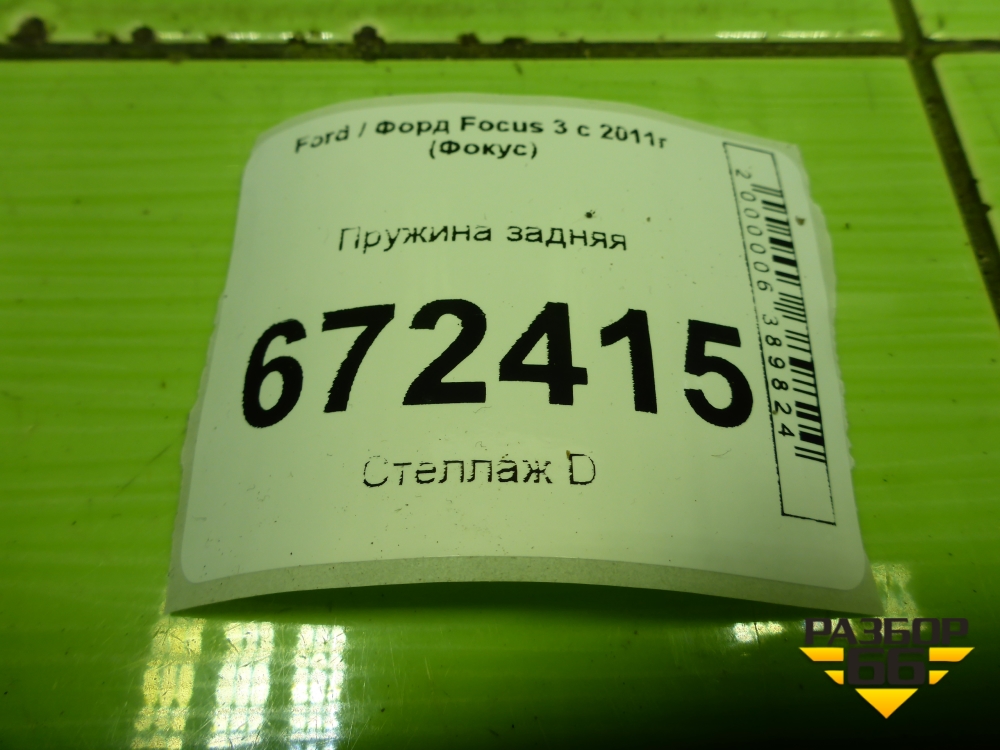 Ford / Форд Focus 3 с 2011г
(Фокус)
Пружина задняя
672415
Стеллаж D
2000006389824
РАЗБОР
66